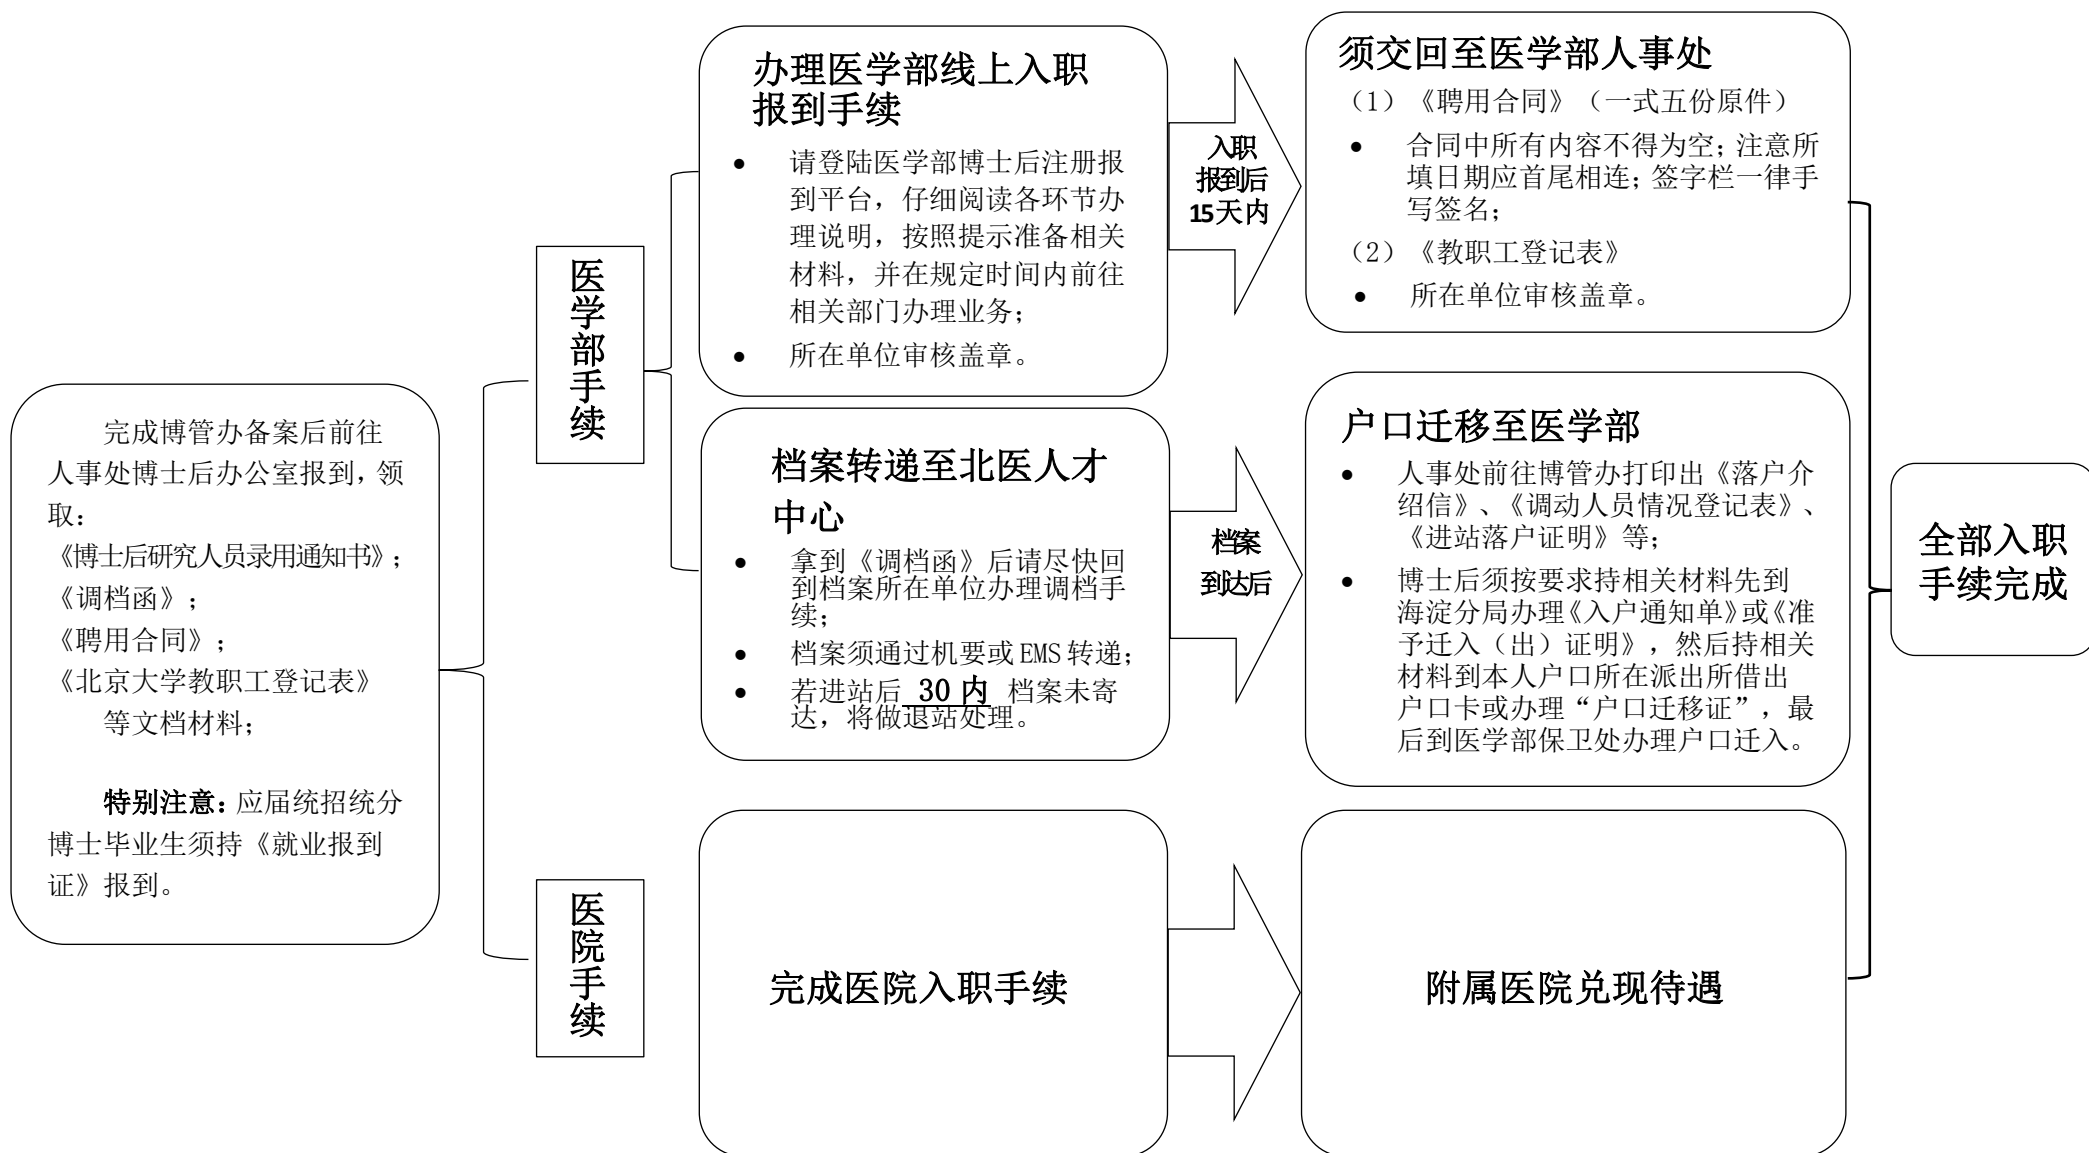 完成博管办备案后前往
人事处博士后办公室报到，领
取：
《博士后研究人员录用通知书》；
《调档函》；
《聘用合同》；
《北京大学教职工登记表》
等文档材料；
特别注意：应届统招统分
博士毕业生须持《就业报到
证》报到。
医学部手续
办理医学部线上入职
报到手续
● 请登陆医学部博士后注册报
到平台，仔细阅读各环节办
理说明，按照提示准备相关
材料，并在规定时间内前往
相关部门办理业务；
● 所在单位审核盖章。
入职
报到后
15天内
须交回至医学部人事处
（1）《聘用合同》（一式五份原件）
● 合同中所有内容不得为空；注意所
填日期应首尾相连；签字栏一律手
写签名；
（2）《教职工登记表》
● 所在单位审核盖章。
档案转递至北医人才
中心
● 拿到《调档函》后请尽快回
到档案所在单位办理调档手
续；
● 档案须通过机要或 EMS 转递；
● 若进站后 30 内 档案未寄
达，将做退站处理。
档案
到达后
户口迁移至医学部
● 人事处前往博管办打印出《落户介
绍信》、《调动人员情况登记表》、
《进站落户证明》等；
● 博士后须按要求持相关材料先到
海淀分局办理《入户通知单》或《准
予迁入（出）证明》，然后持相关
材料到本人户口所在派出所借出
户口卡或办理“户口迁移证”，最
后到医学部保卫处办理户口迁入。
医院手续
完成医院入职手续
附属医院兑现待遇
全部入职
手续完成